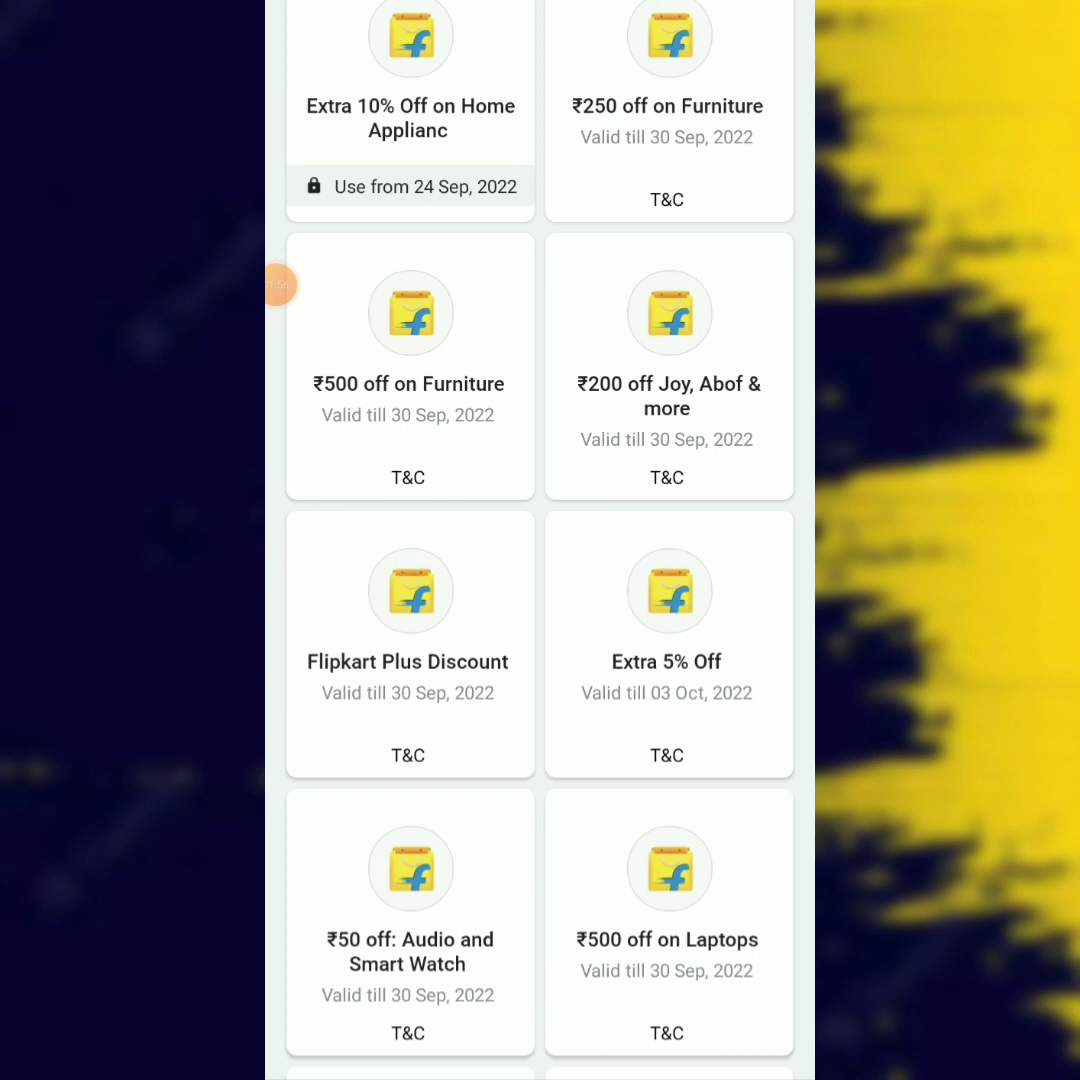 Extra 10% Off on Home
Applianc
Use from 24 Sep, 2022
₹250 off on Furniture
Valid till 30 Sep, 2022
T&C
₹500 off on Furniture
Valid till 30 Sep, 2022
T&C
₹200 off Joy, Abof &
more
Valid till 30 Sep, 2022
T&C
Flipkart Plus Discount
Valid till 30 Sep, 2022
T&C
Extra 5% Off
Valid till 03 Oct, 2022
T&C
₹50 off: Audio and
Smart Watch
Valid till 30 Sep, 2022
T&C
₹500 off on Laptops
Valid till 30 Sep, 2022
T&C